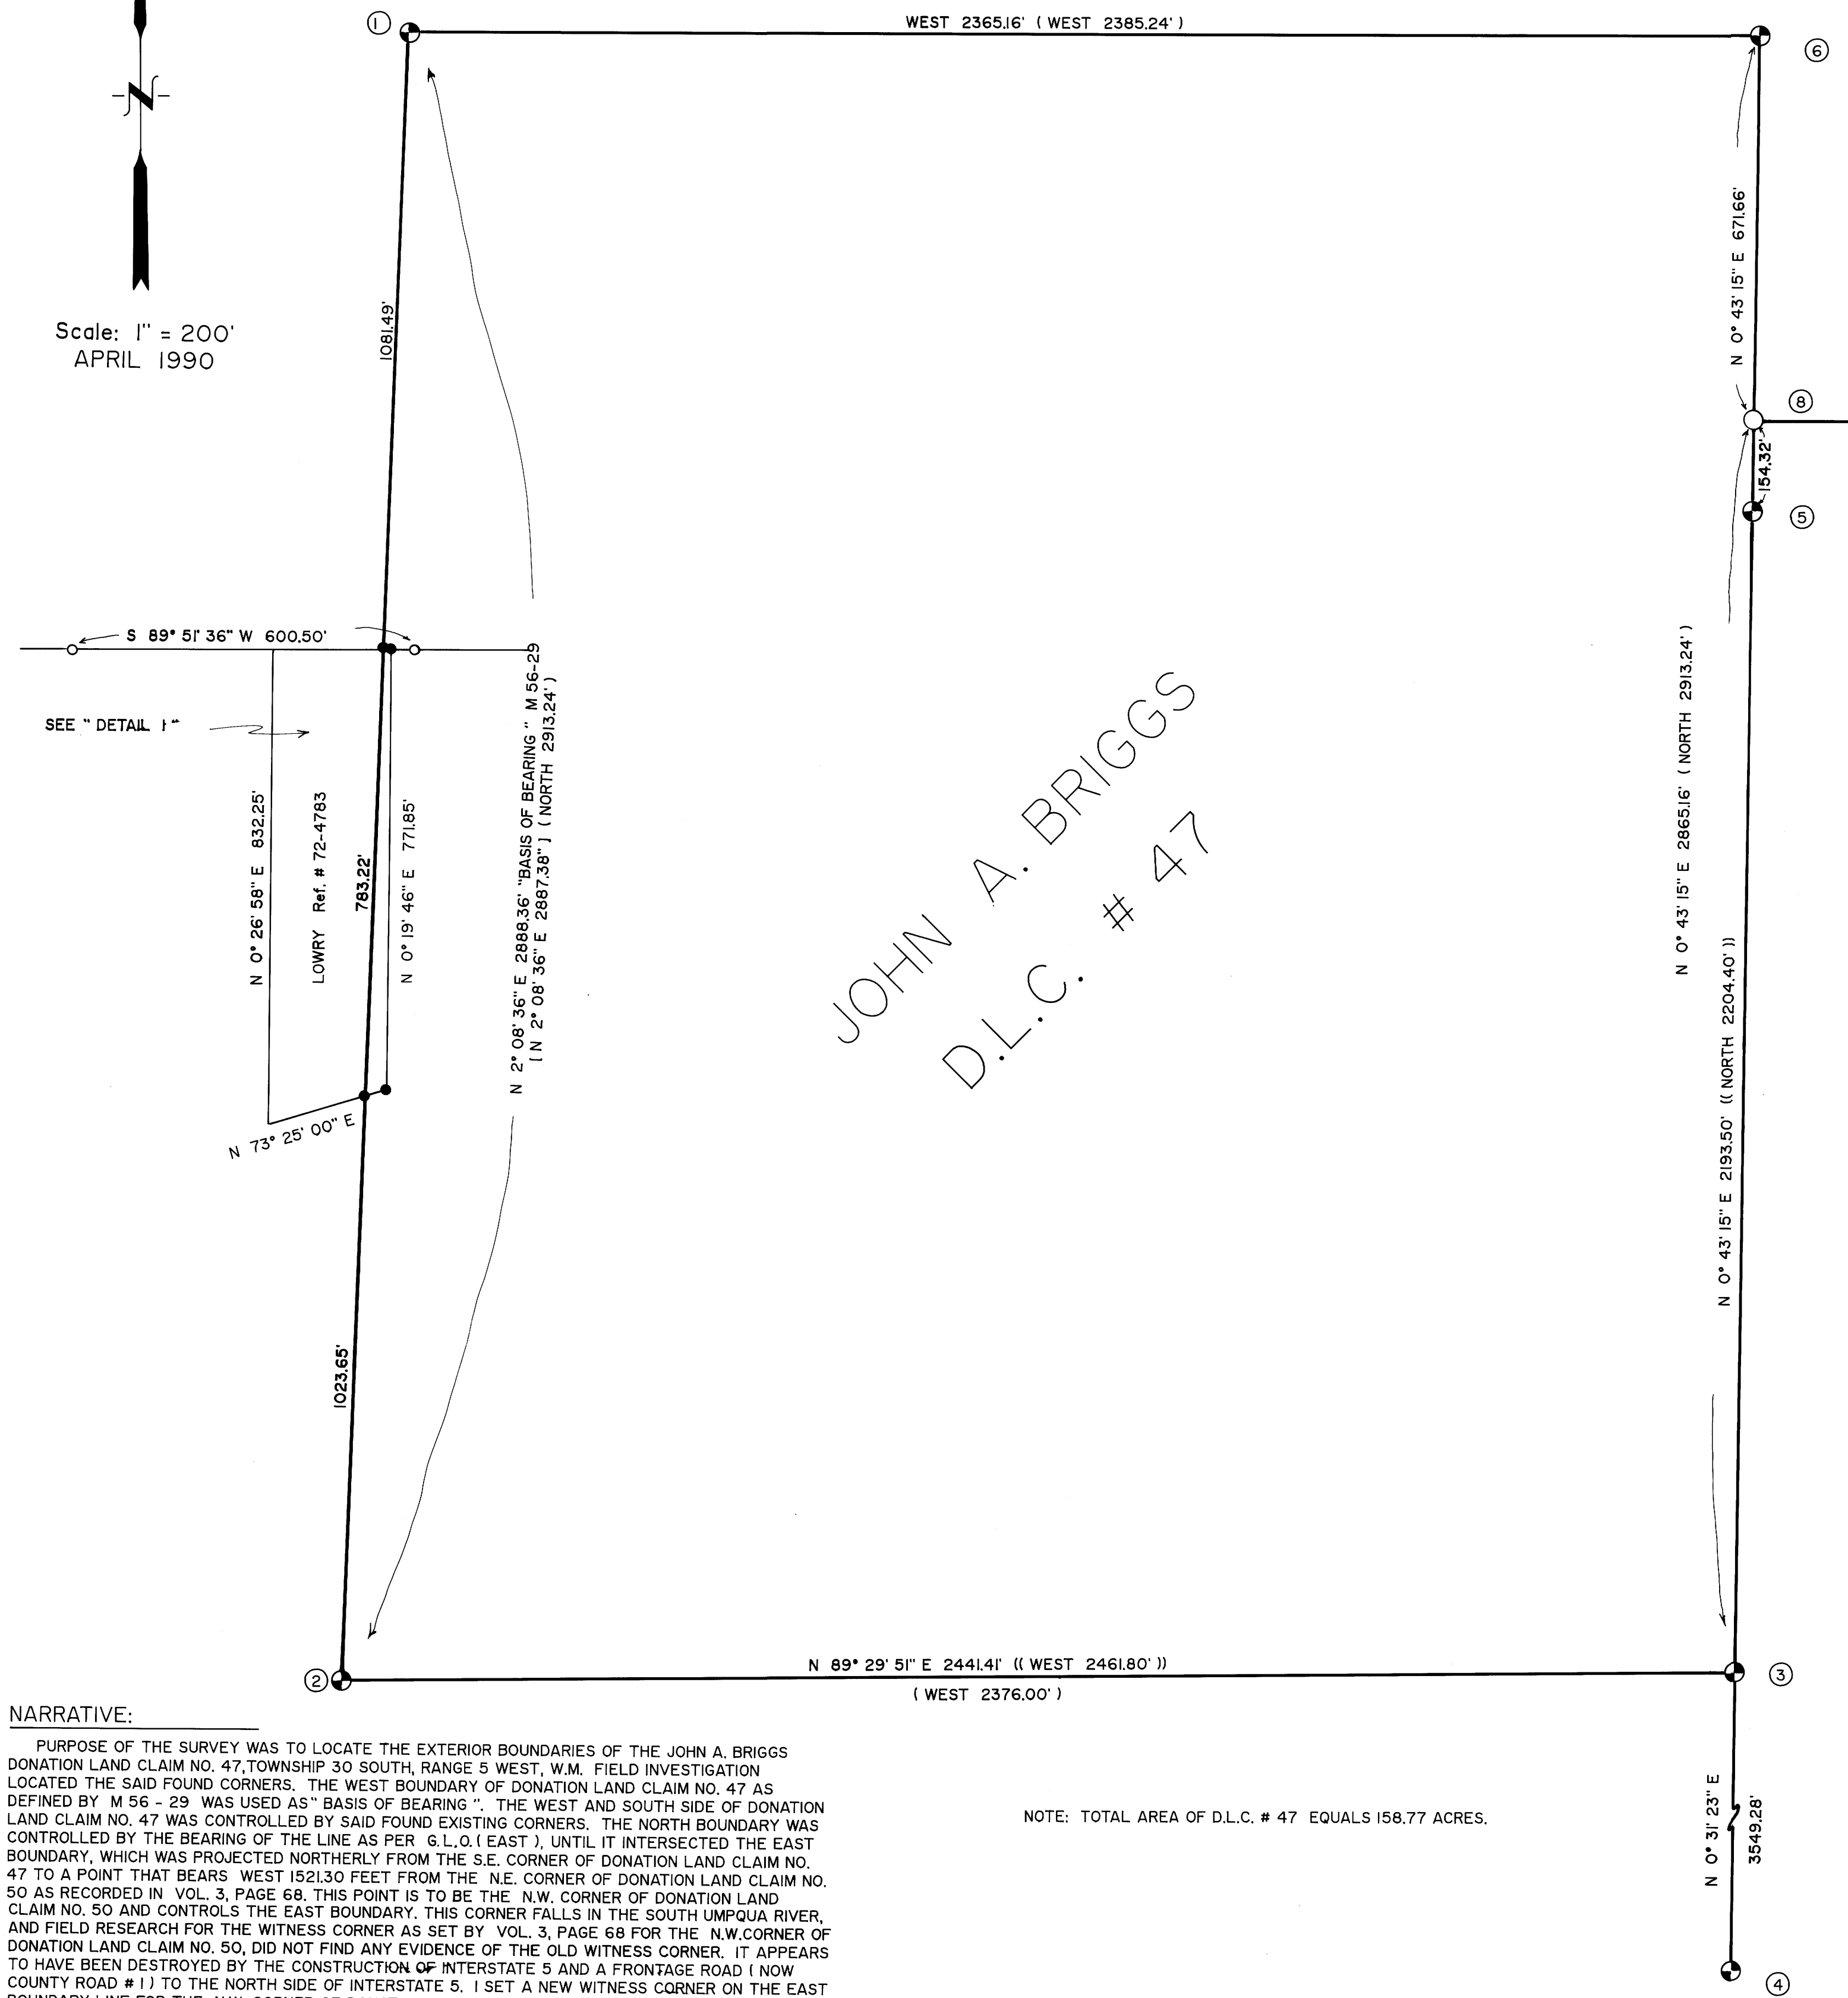 1
WEST 2365.16' ( WEST 2385.24' )
6
N
Scale: 1" = 200'
APRIL 1990
1081.49'
N 0° 43' 15" E 671.66'
8
154.32'
5
S 89° 51' 36" W 600.50'
SEE " DETAIL 1"
N 0° 26' 58" E 832.25'
LOWRY Ref. # 72-4783
783.22'
N 0° 19' 46" E 771.85'
N 2° 08' 36" E 2888.36' "BASIS OF BEARING " M 56-29
[ N 2° 08' 36" E 2887.38" ] ( NORTH 2913.24' )
N 73° 25' 00" E
JOHN A. BRIGGS
D.L.C. # 47
N 0° 43' 15" E 2865.16' ( NORTH 2913.24' )
N 0° 43' 15" E 2193.50' (( NORTH 2204.40' ))
1023.65'
2
N 89° 29' 51" E 2441.41' (( WEST 2461.80' ))
( WEST 2376.00' )
3
NARRATIVE:
PURPOSE OF THE SURVEY WAS TO LOCATE THE EXTERIOR BOUNDARIES OF THE JOHN A. BRIGGS
DONATION LAND CLAIM NO. 47, TOWNSHIP 30 SOUTH, RANGE 5 WEST, W.M. FIELD INVESTIGATION
LOCATED THE SAID FOUND CORNERS. THE WEST BOUNDARY OF DONATION LAND CLAIM NO. 47 AS
DEFINED BY M 56 - 29 WAS USED AS " BASIS OF BEARING ". THE WEST AND SOUTH SIDE OF DONATION
LAND CLAIM NO. 47 WAS CONTROLLED BY SAID FOUND EXISTING CORNERS. THE NORTH BOUNDARY WAS
CONTROLLED BY THE BEARING OF THE LINE AS PER G.L.O. ( EAST ), UNTIL IT INTERSECTED THE EAST
BOUNDARY, WHICH WAS PROJECTED NORTHERLY FROM THE S.E. CORNER OF DONATION LAND CLAIM NO.
47 TO A POINT THAT BEARS WEST 1521.30 FEET FROM THE N.E. CORNER OF DONATION LAND CLAIM NO.
50 AS RECORDED IN VOL. 3, PAGE 68. THIS POINT IS TO BE THE N.W. CORNER OF DONATION LAND
CLAIM NO. 50 AND CONTROLS THE EAST BOUNDARY. THIS CORNER FALLS IN THE SOUTH UMPQUA RIVER,
AND FIELD RESEARCH FOR THE WITNESS CORNER AS SET BY VOL. 3, PAGE 68 FOR THE N.W. CORNER OF
DONATION LAND CLAIM NO. 50, DID NOT FIND ANY EVIDENCE OF THE OLD WITNESS CORNER. IT APPEARS
TO HAVE BEEN DESTROYED BY THE CONSTRUCTION OF INTERSTATE 5 AND A FRONTAGE ROAD ( NOW
COUNTY ROAD # 1 ) TO THE NORTH SIDE OF INTERSTATE 5. I SET A NEW WITNESS CORNER ON THE EAST
NOTE: TOTAL AREA OF D.L.C. # 47 EQUALS 158.77 ACRES.
N 0° 31' 23" E
3549.28'
4